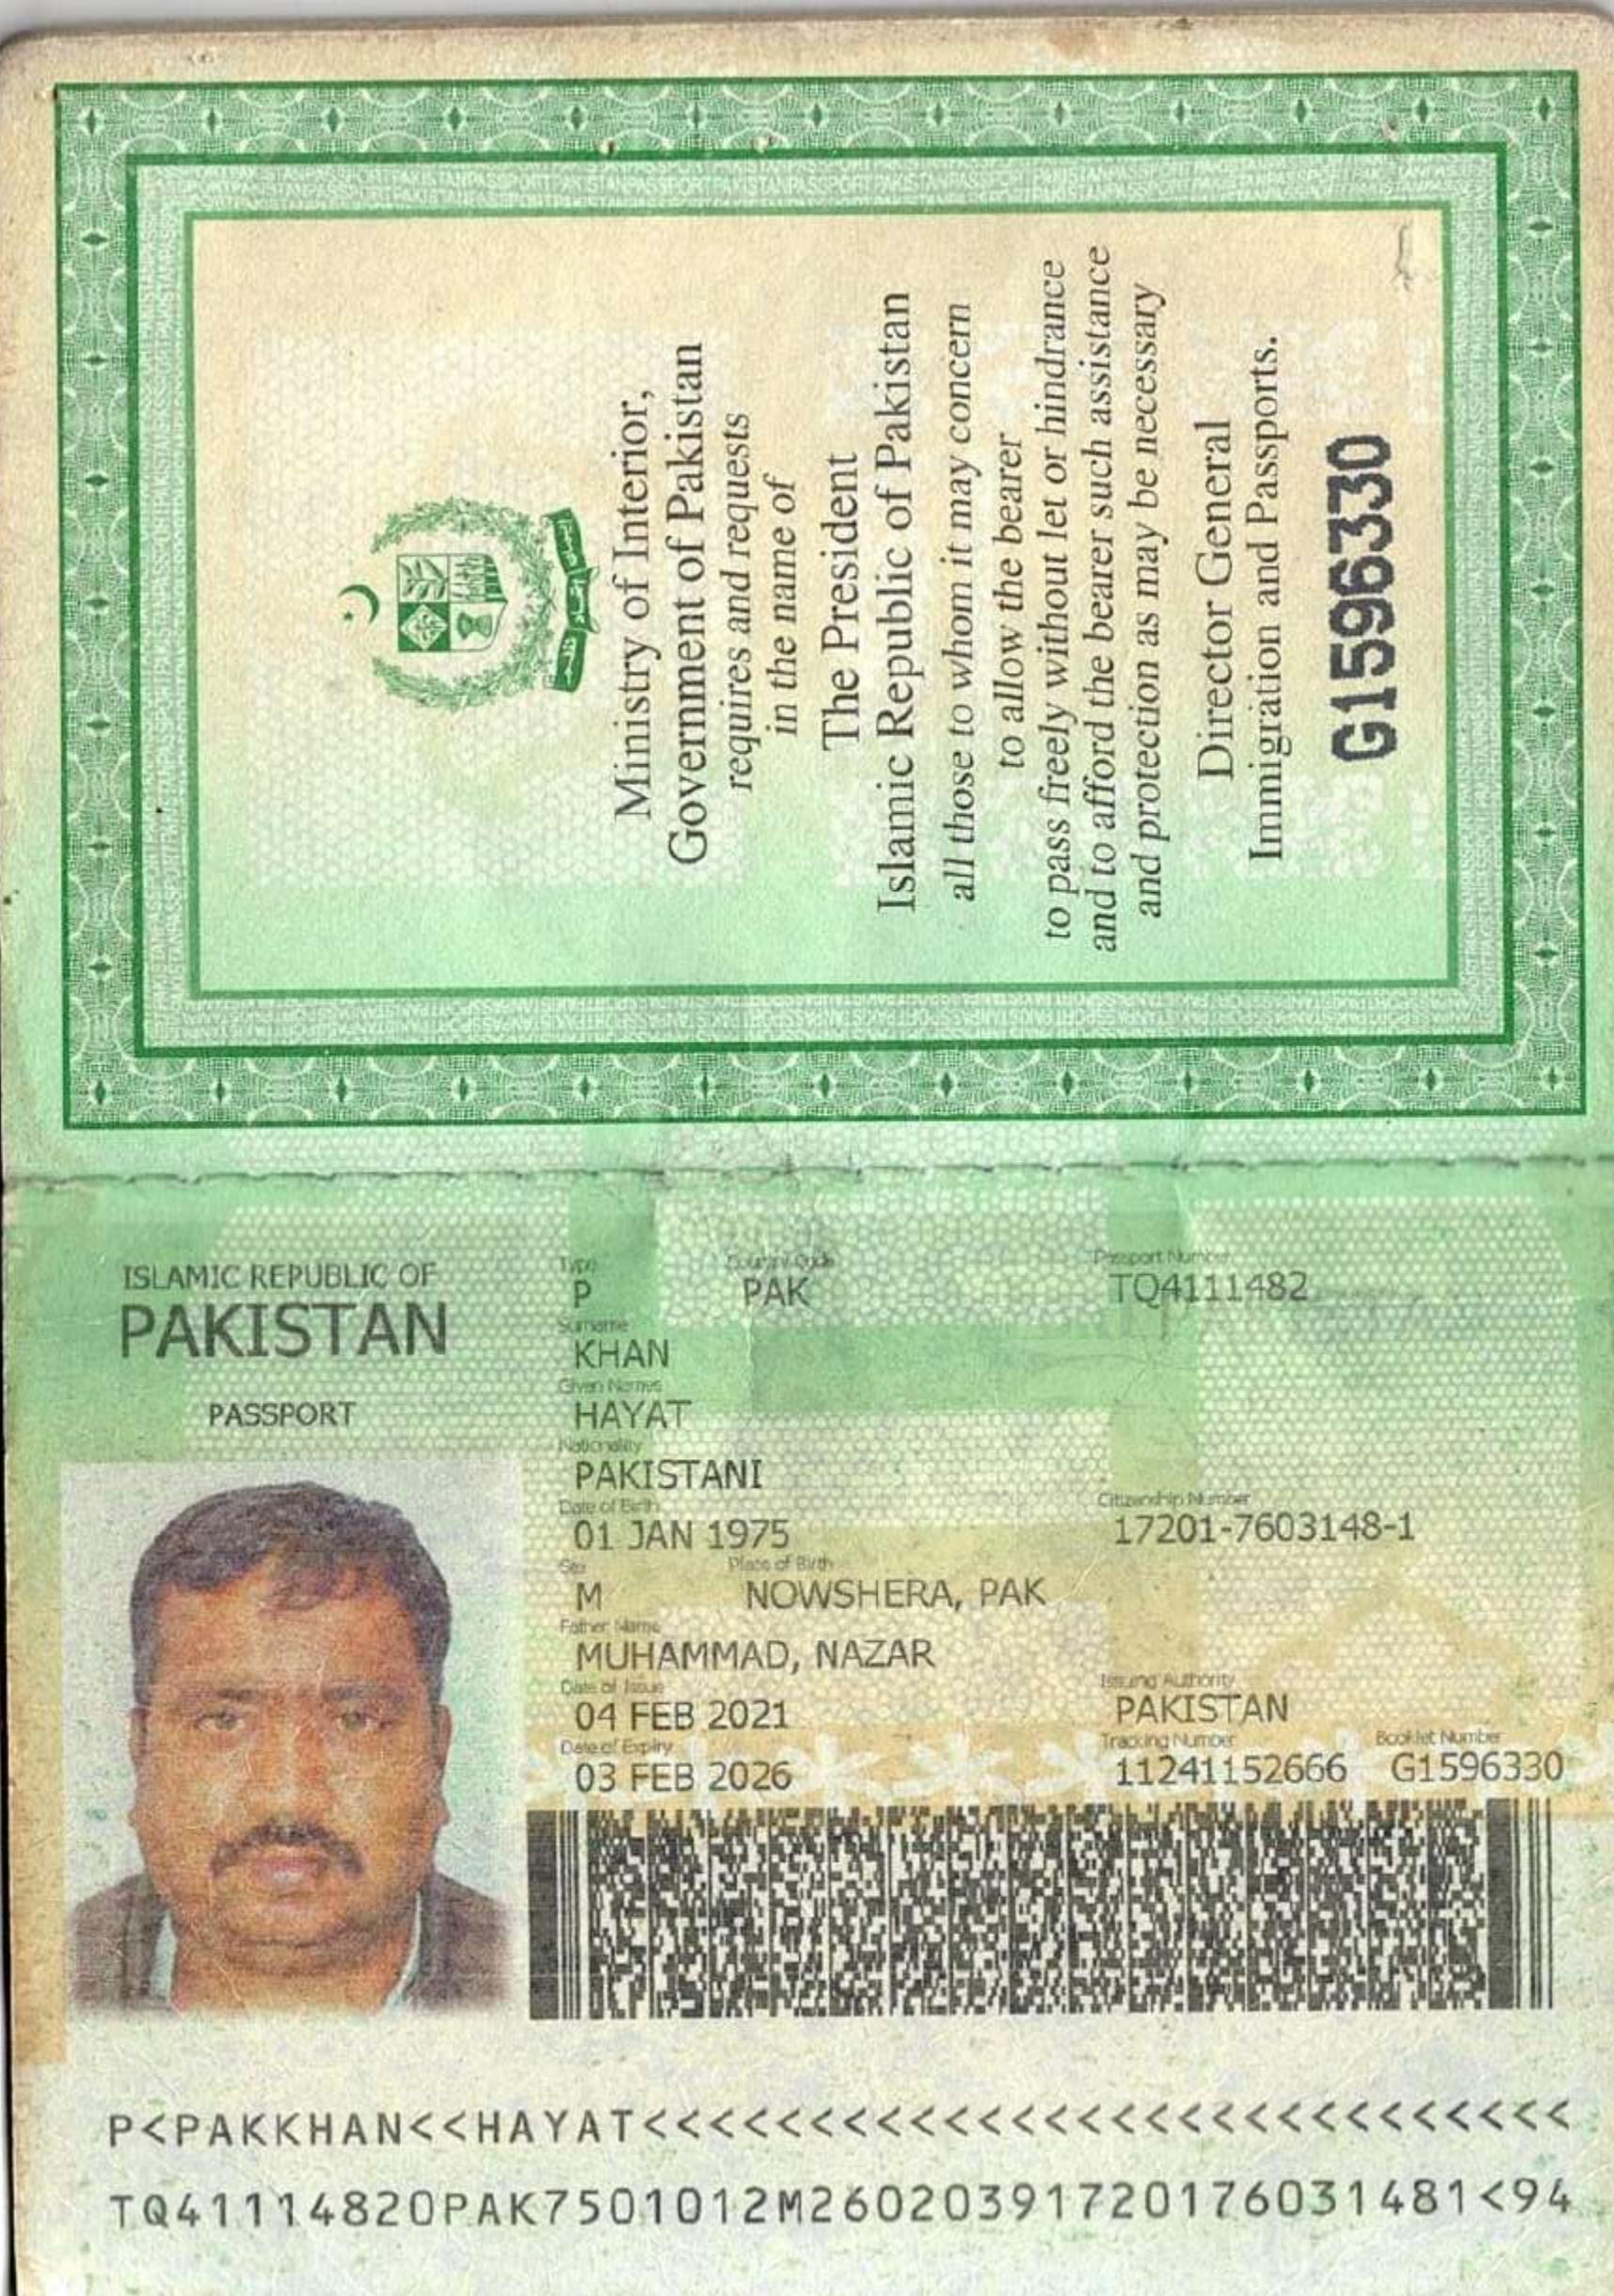 Ministry of Interior,
Government of Pakistan
requires and requests
in the name of
The President
Islamic Republic of Pakistan
all those to whom it may concern
to allow the bearer
to pass freely without let or hindrance
and to afford the bearer such assistance
and protection as may be necessary
Director General
Immigration and Passports.
G1596330
ISLAMIC REPUBLIC OF
PAKISTAN
PASSPORT
Type Country Code Passport Number
P PAK TQ4111482
Surname
KHAN
Given Names
HAYAT
Nationality
PAKISTANI
Date of Birth Citizenship Number
01 JAN 1975 17201-7603148-1
Sex Place of Birth
M NOWSHERA, PAK
Father Name
MUHAMMAD, NAZAR
Date of Issue Issuing Authority
04 FEB 2021 PAKISTAN
Date of Expiry Tracking Number Booklet Number
03 FEB 2026 11241152666 G1596330
P<PAKKHAN<<HAYAT<<<<<<<<<<<<<<<<<<<<<<<<<<<<
TQ41114820PAK7501012M2602039172017603148​1<94